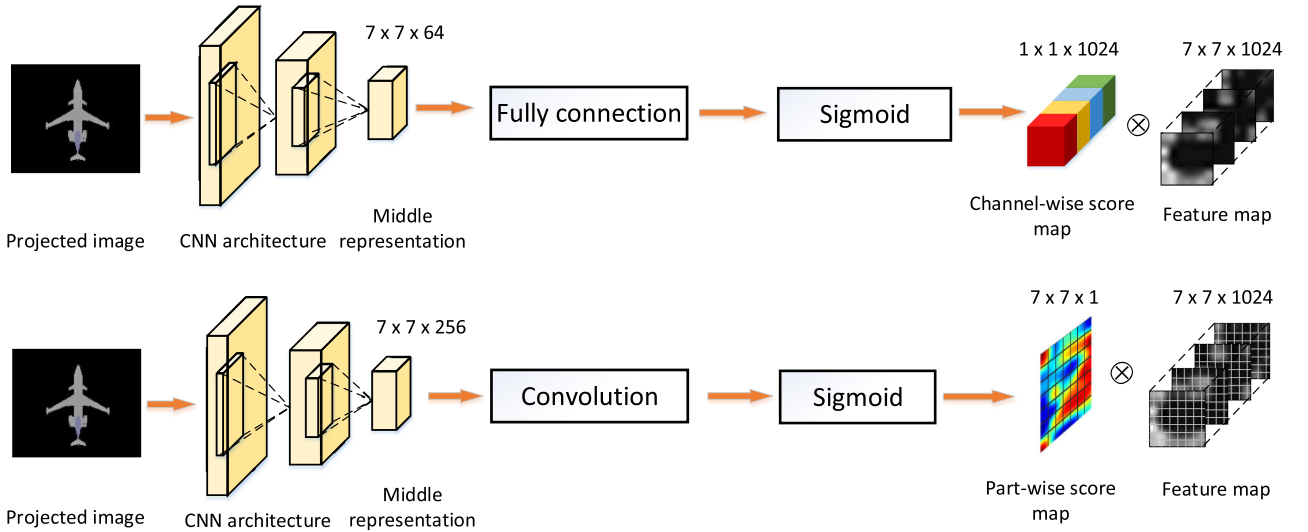 7 x 7 x 64
1 x 1 x 1024
7 x 7 x 1024
Fully connection
Sigmoid
Projected image
CNN architecture
Middle
representation
Channel-wise score
map
Feature map
7 x 7 x 256
7 x 7 x 1
7 x 7 x 1024
Convolution
Sigmoid
Projected image
CNN architecture
Middle
representation
Part-wise score
map
Feature map